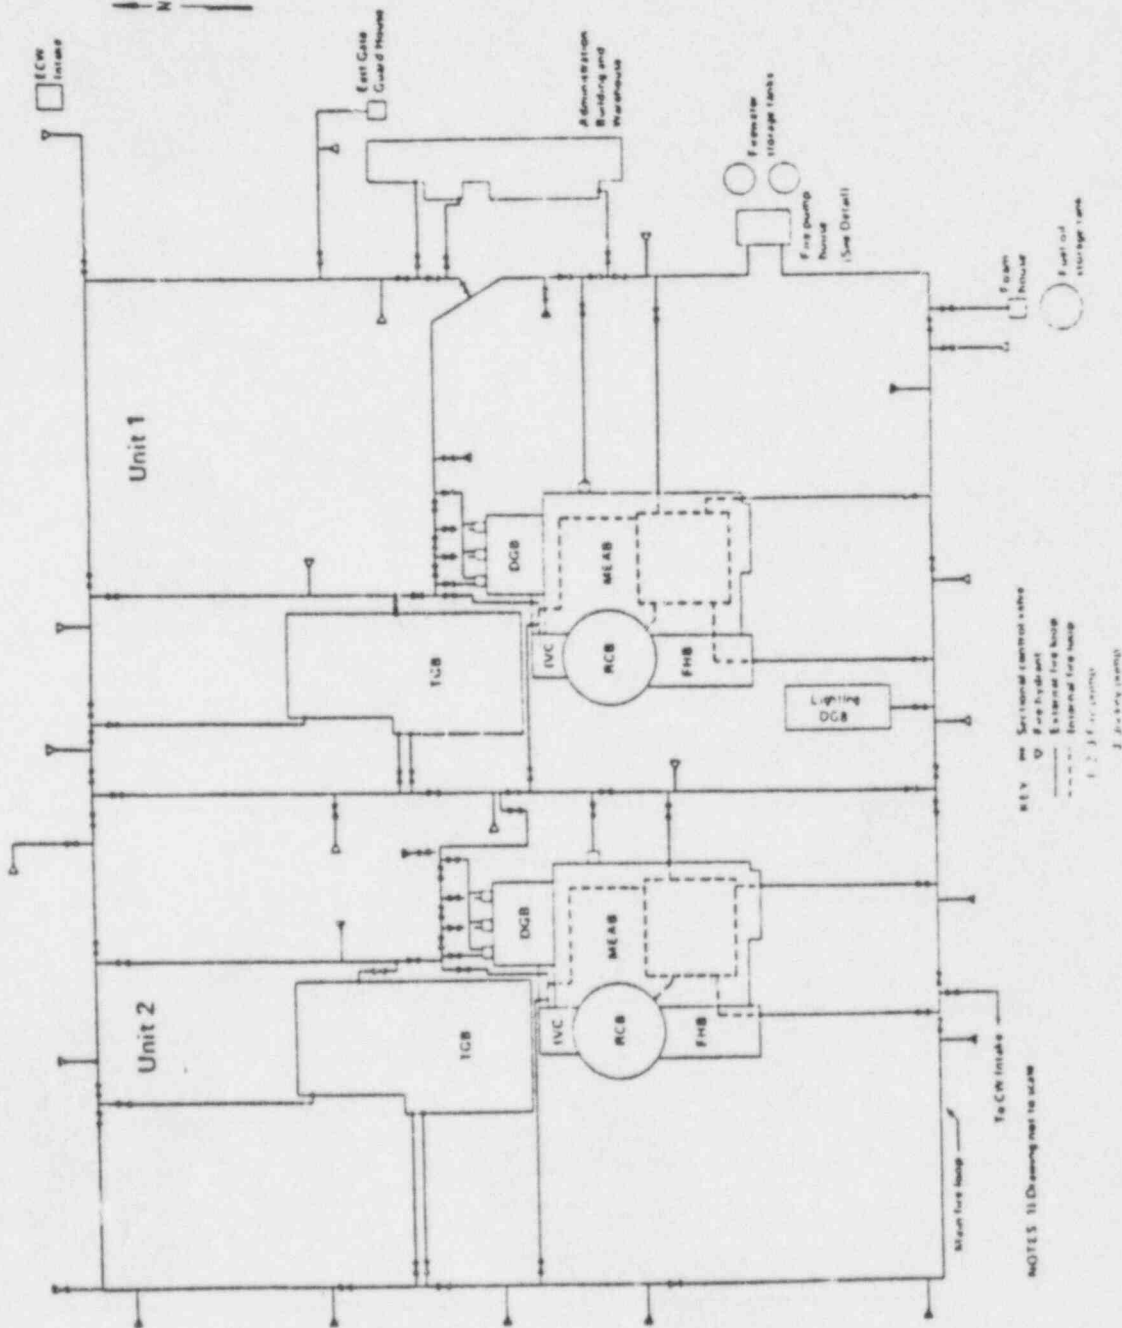 N
ECW
Intake
East Gate
Guard House
Administration
Building and
Warehouse
Firewater
storage tanks
Fire pump
house
(See Detail)
Foam
house
Fuel oil
storage tank
Unit 1
DGB
MEAB
TGB
IVC
RCB
FHB
Lighting
DGB
Unit 2
DGB
MEAB
TGB
IVC
RCB
FHB
Main fire loop
To CW Intake
KEY Sectional control valve
Fire hydrant
External fire loop
Internal fire loop
NOTES 1) Drawing not to scale